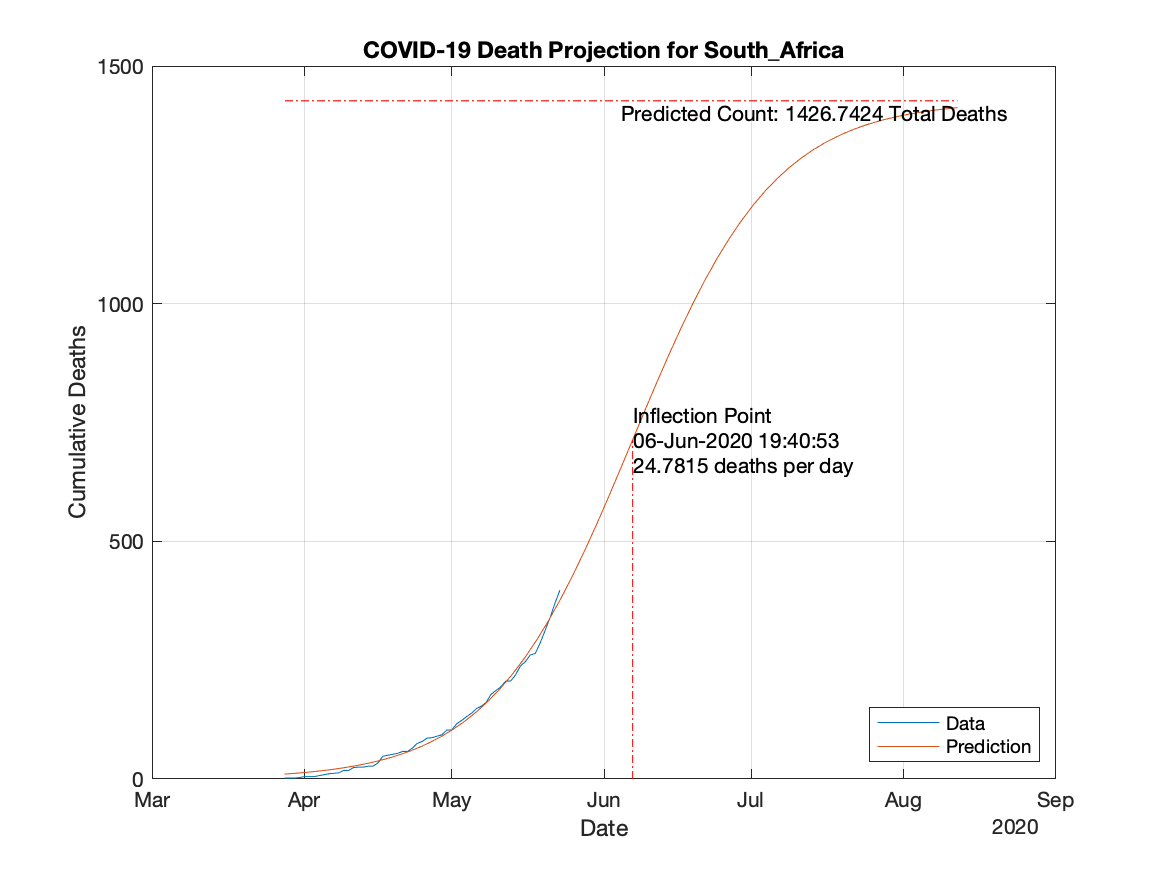 COVID-19 Death Projection for South_Africa
1500
1000
500
0
Cumulative Deaths
Predicted Count: 1426.7424 Total Deaths
Inflection Point
06-Jun-2020 19:40:53
24.7815 deaths per day
Data
Prediction
Mar Apr May Jun Jul Aug Sep
Date
2020